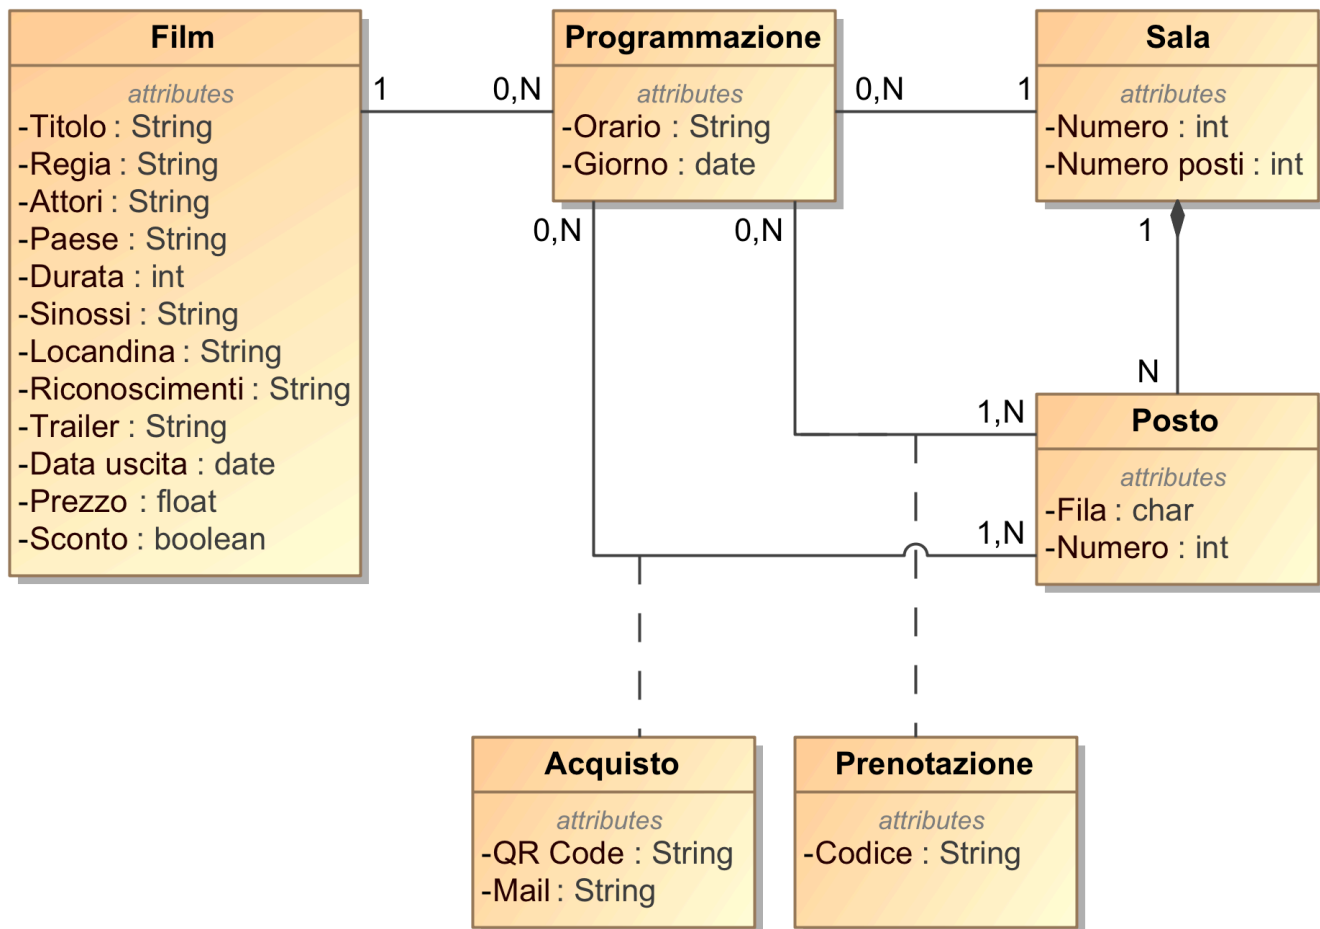 Film
attributes
-Titolo : String
-Regia : String
-Attori : String
-Paese : String
-Durata : int
-Sinossi : String
-Locandina : String
-Riconoscimenti : String
-Trailer : String
-Data uscita : date
-Prezzo : float
-Sconto : boolean
1
0,N
Programmazione
attributes
-Orario : String
-Giorno : date
0,N
1
Sala
attributes
-Numero : int
-Numero posti : int
0,N
0,N
1
N
1,N
1,N
Posto
attributes
-Fila : char
-Numero : int
Acquisto
attributes
-QR Code : String
-Mail : String
Prenotazione
attributes
-Codice : String